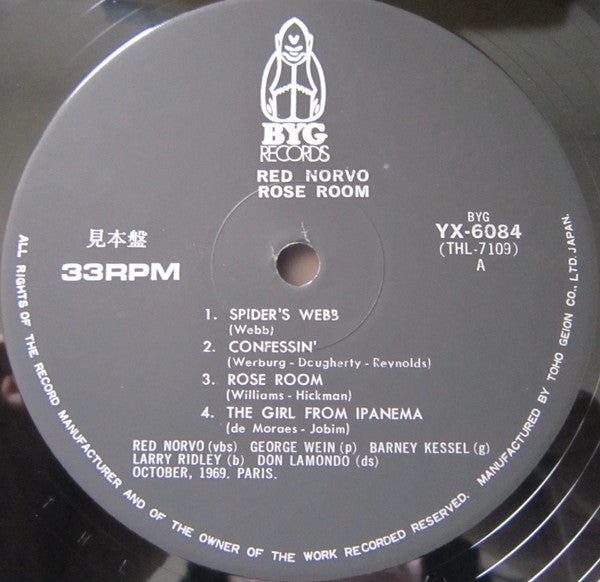 BYG
RECORDS
RED NORVO
ROSE ROOM
見本盤
33RPM
BYG
YX-6084
(THL-7109)
A
1. SPIDER'S WEBB
(Webb)
2. CONFESSIN'
(Werburg - Dougherty - Reynolds)
3. ROSE ROOM
(Williams - Hickman)
4. THE GIRL FROM IPANEMA
(de Moraes - Jobim)
RED NORVO (vbs) GEORGE WEIN (p) BARNEY KESSEL (g)
LARRY RIDLEY (b) DON LAMONDO (ds)
OCTOBER, 1969. PARIS.
ALL RIGHTS OF THE RECORD MANUFACTURER AND OF THE OWNER OF THE WORK RECORDED RESERVED. MANUFACTURED BY TOHO GEION CO., LTD. JAPAN.